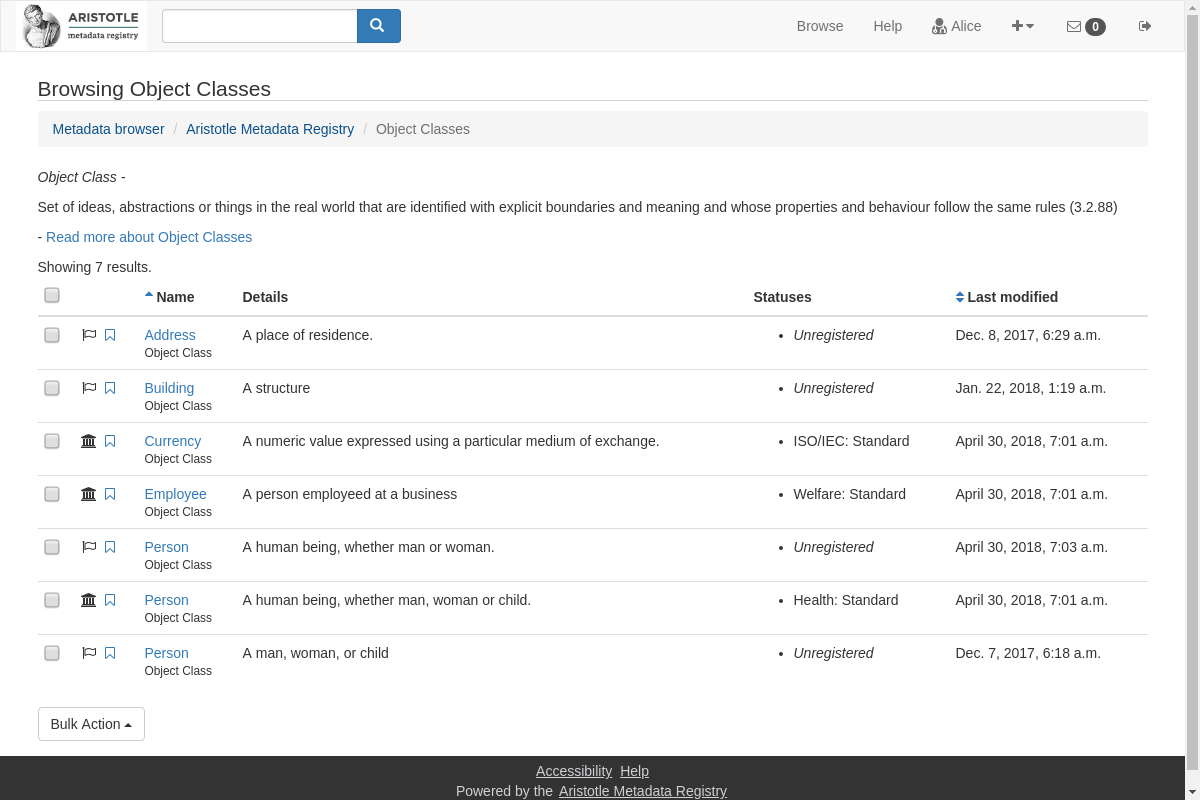 ARISTOTLE
metadata registry
Browse Help Alice 0
Browsing Object Classes
Metadata browser / Aristotle Metadata Registry / Object Classes
Object Class -
Set of ideas, abstractions or things in the real world that are identified with explicit boundaries and meaning and whose properties and behaviour follow the same rules (3.2.88)
- Read more about Object Classes
Showing 7 results.
Name Details Statuses Last modified
Address A place of residence. • Unregistered Dec. 8, 2017, 6:29 a.m.
Object Class
Building A structure • Unregistered Jan. 22, 2018, 1:19 a.m.
Object Class
Currency A numeric value expressed using a particular medium of exchange. • ISO/IEC: Standard April 30, 2018, 7:01 a.m.
Object Class
Employee A person employeed at a business • Welfare: Standard April 30, 2018, 7:01 a.m.
Object Class
Person A human being, whether man or woman. • Unregistered April 30, 2018, 7:03 a.m.
Object Class
Person A human being, whether man, woman or child. • Health: Standard April 30, 2018, 7:01 a.m.
Object Class
Person A man, woman, or child • Unregistered Dec. 7, 2017, 6:18 a.m.
Object Class
Bulk Action
Accessibility Help
Powered by the Aristotle Metadata Registry